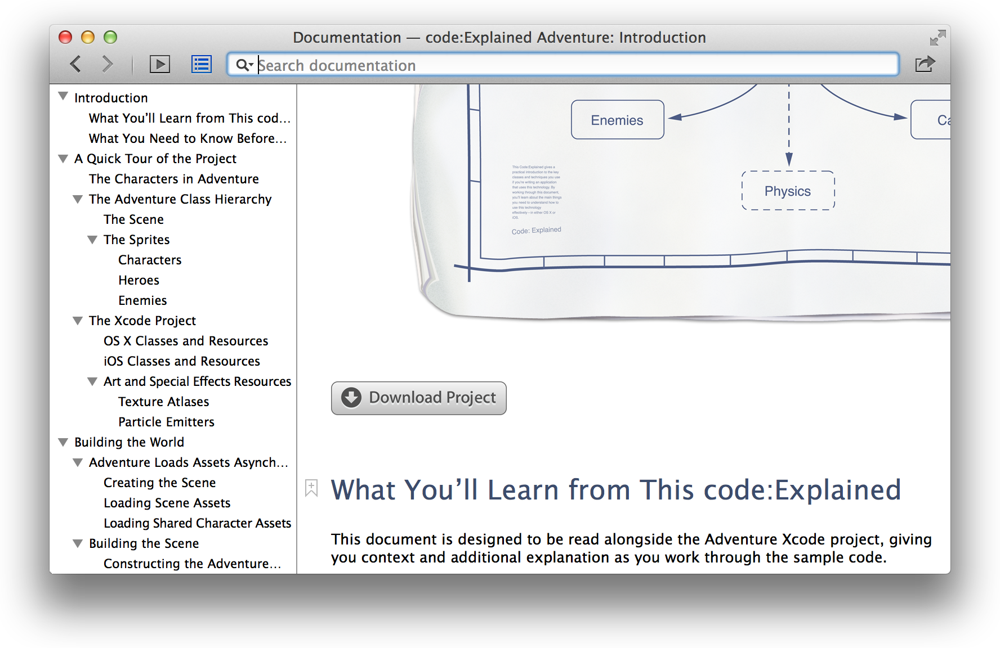 Documentation — code:Explained Adventure: Introduction
Search documentation
Introduction
What You’ll Learn from This cod…
What You Need to Know Before…
A Quick Tour of the Project
The Characters in Adventure
The Adventure Class Hierarchy
The Scene
The Sprites
Characters
Heroes
Enemies
The Xcode Project
OS X Classes and Resources
iOS Classes and Resources
Art and Special Effects Resources
Texture Atlases
Particle Emitters
Building the World
Adventure Loads Assets Asynch…
Creating the Scene
Loading Scene Assets
Loading Shared Character Assets
Building the Scene
Constructing the Adventure…
Enemies
Ca
Physics
This Code:Explained gives a
practical introduction to the key
classes and techniques you use
if you're writing an application
that uses this technology. By
working through this document,
you'll learn about the main things
you need to understand how to
use this technology
effectively—in either OS X or
iOS.
Code: Explained
Download Project
What You’ll Learn from This code:Explained
This document is designed to be read alongside the Adventure Xcode project, giving
you context and additional explanation as you work through the sample code.